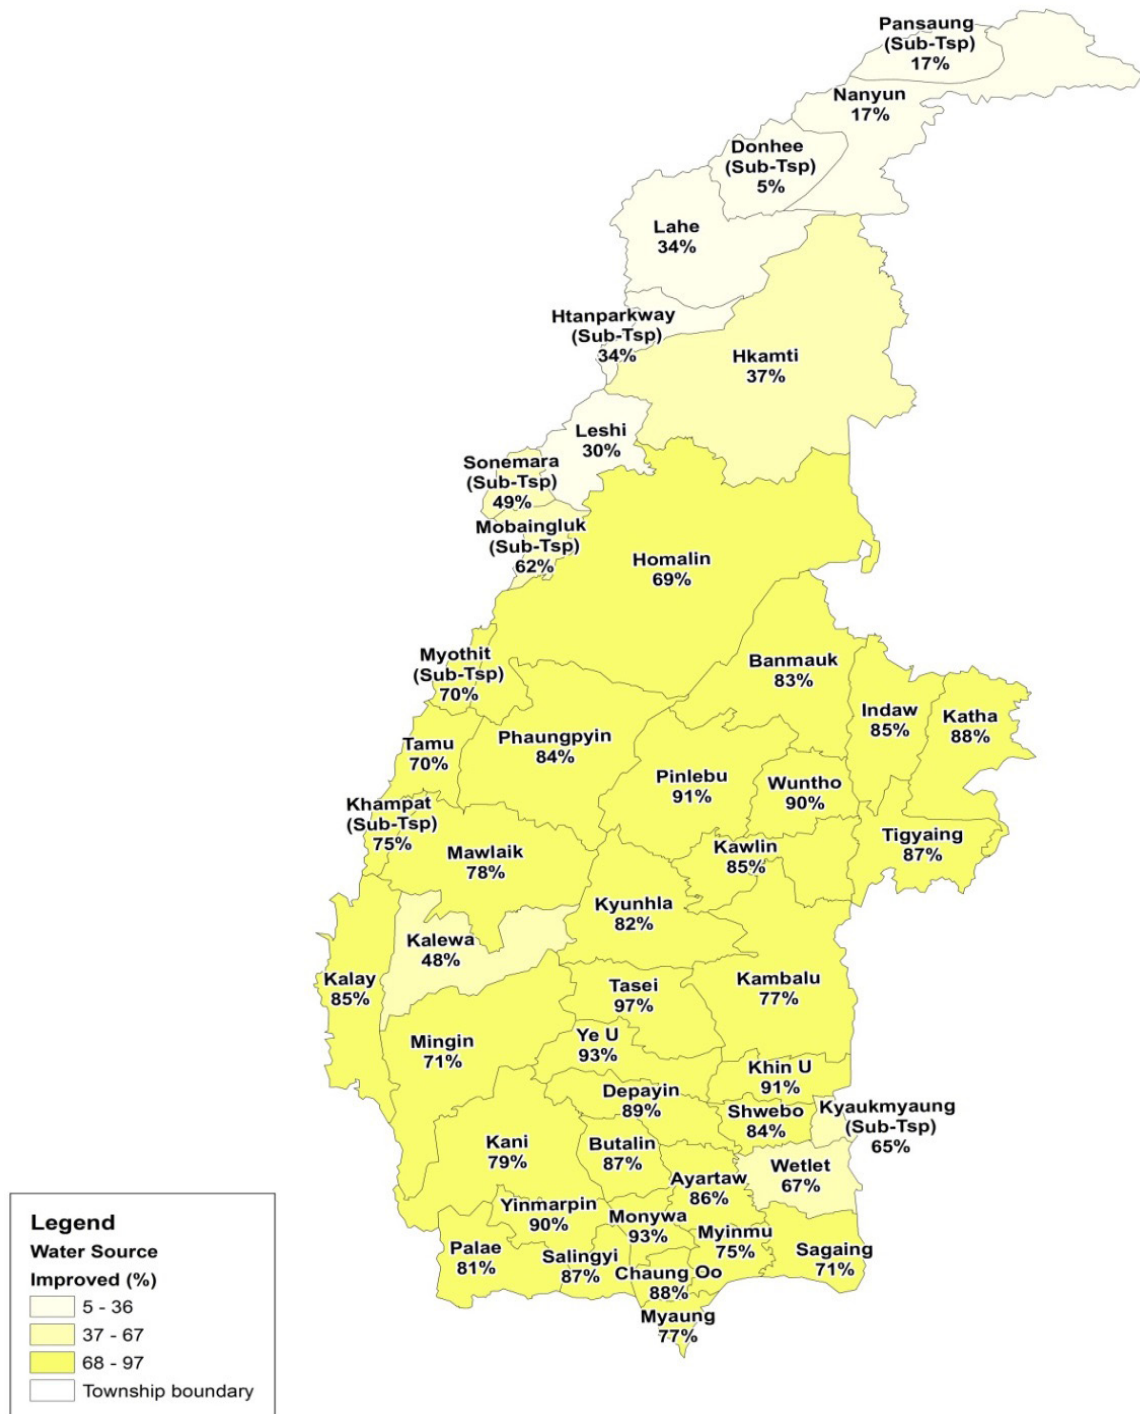 Pansaung
(Sub-Tsp)
17%
Nanyun
17%
Donhee
(Sub-Tsp)
5%
Lahe
34%
Htanparkway
(Sub-Tsp)
34%
Hkamti
37%
Leshi
30%
Sonemara
(Sub-Tsp)
49%
Mobaingluk
(Sub-Tsp)
62%
Homalin
69%
Myothit
(Sub-Tsp)
70%
Banmauk
83%
Indaw
85%
Katha
88%
Tamu
70%
Phaungpyin
84%
Pinlebu
91%
Wuntho
90%
Khampat
(Sub-Tsp)
75%
Mawlaik
78%
Kawlin
85%
Tigyaing
87%
Kyunhla
82%
Kalewa
48%
Kalay
85%
Tasei
97%
Kambalu
77%
Mingin
71%
Ye U
93%
Khin U
91%
Depayin
89%
Shwebo
84%
Kyaukmyaung
(Sub-Tsp)
65%
Kani
79%
Butalin
87%
Ayartaw
86%
Wetlet
67%
Yinmarpin
90%
Monywa
93%
Myinmu
75%
Sagaing
71%
Palae
81%
Salingyi
87%
Chaung Oo
88%
Myaung
77%
Legend
Water Source
Improved (%)
5 - 36
37 - 67
68 - 97
Township boundary